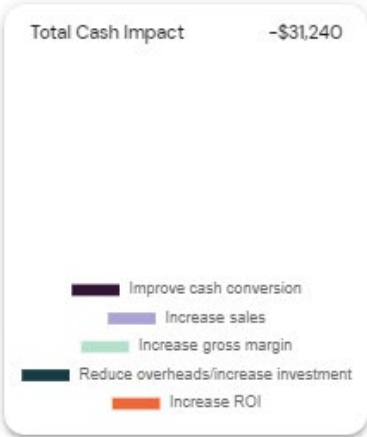 Total Cash Impact -$31,240
Improve cash conversion
Increase sales
Increase gross margin
Reduce overheads/increase investment
Increase ROI